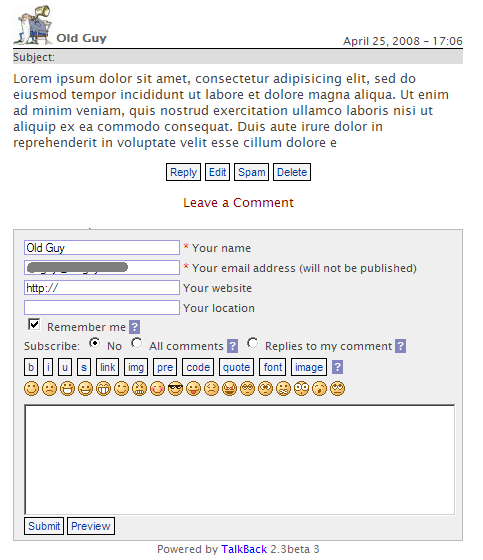 Old Guy
April 25, 2008 – 17:06
Subject:
Lorem ipsum dolor sit amet, consectetur adipisicing elit, sed do
eiusmod tempor incididunt ut labore et dolore magna aliqua. Ut enim
ad minim veniam, quis nostrud exercitation ullamco laboris nisi ut
aliquip ex ea commodo consequat. Duis aute irure dolor in
reprehenderit in voluptate velit esse cillum dolore e
Reply Edit Spam Delete
Leave a Comment
Old Guy * Your name
* Your email address (will not be published)
http:// Your website
Your location
Remember me ?
Subscribe: No All comments ? Replies to my comment ?
b i u s link img pre code quote font image ?
Submit Preview
Powered by TalkBack 2.3beta 3